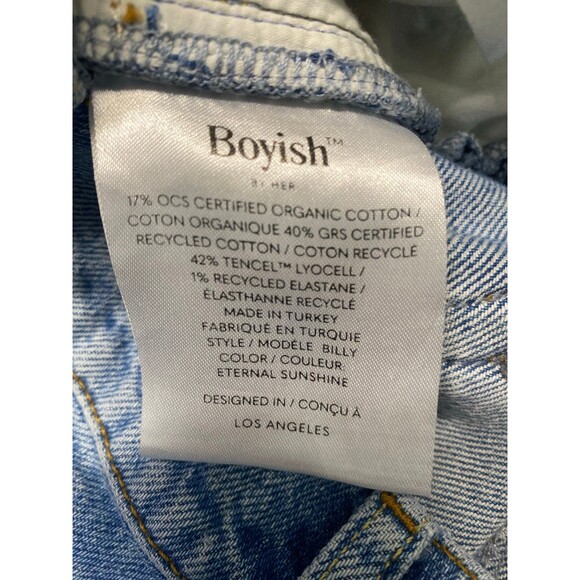 Boyish™
BY HER
17% OCS CERTIFIED ORGANIC COTTON /
COTON ORGANIQUE 40% GRS CERTIFIED
RECYCLED COTTON / COTON RECYCLÉ
42% TENCEL™ LYOCELL /
1% RECYCLED ELASTANE /
ÉLASTHANNE RECYCLÉ
MADE IN TURKEY
FABRIQUÉ EN TURQUIE
STYLE / MODÈLE BILLY
COLOR / COULEUR
ETERNAL SUNSHINE
DESIGNED IN / CONÇU À
LOS ANGELES